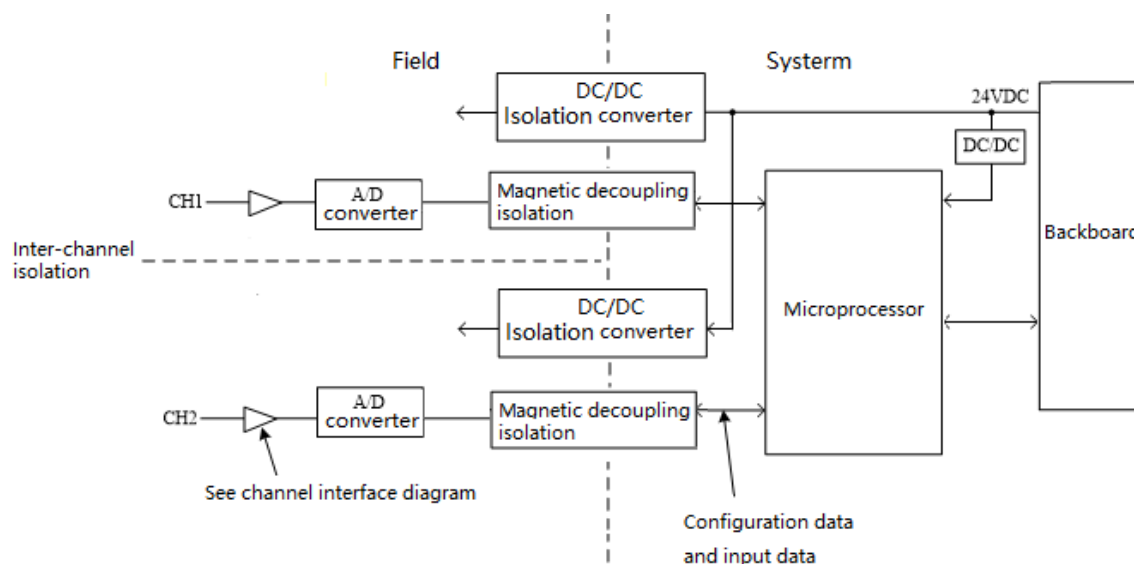 Field
Systerm
DC/DC
Isolation converter
24VDC
DC/DC
CH1
A/D
converter
Magnetic decoupling
isolation
Backboard
Inter-channel
isolation
DC/DC
Isolation converter
Microprocessor
CH2
A/D
converter
Magnetic decoupling
isolation
See channel interface diagram
Configuration data
and input data